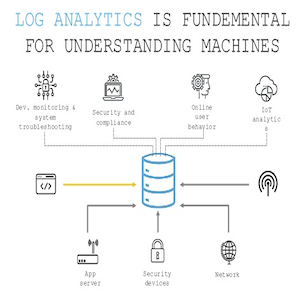 LOG ANALYTICS IS FUNDEMENTAL
FOR UNDERSTANDING MACHINES
Dev. monitoring &
system
troubleshooting
Security and
compliance
Online
user
behavior
IoT
analytic
s
App
server
Security
devices
Network